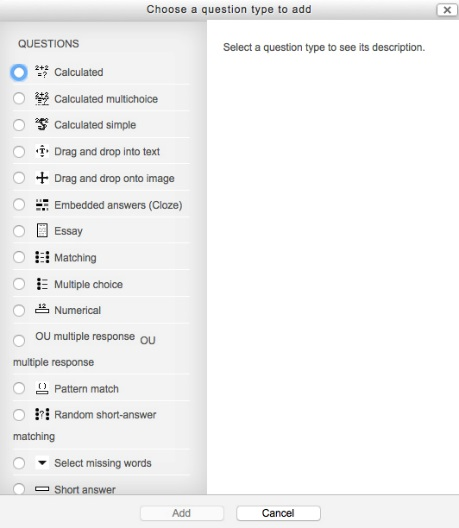 Choose a question type to add
QUESTIONS
Select a question type to see its description.
Calculated
Calculated multichoice
Calculated simple
Drag and drop into text
Drag and drop onto image
Embedded answers (Cloze)
Essay
Matching
Multiple choice
Numerical
OU multiple response OU
multiple response
Pattern match
Random short-answer
matching
Select missing words
Short answer
Add
Cancel